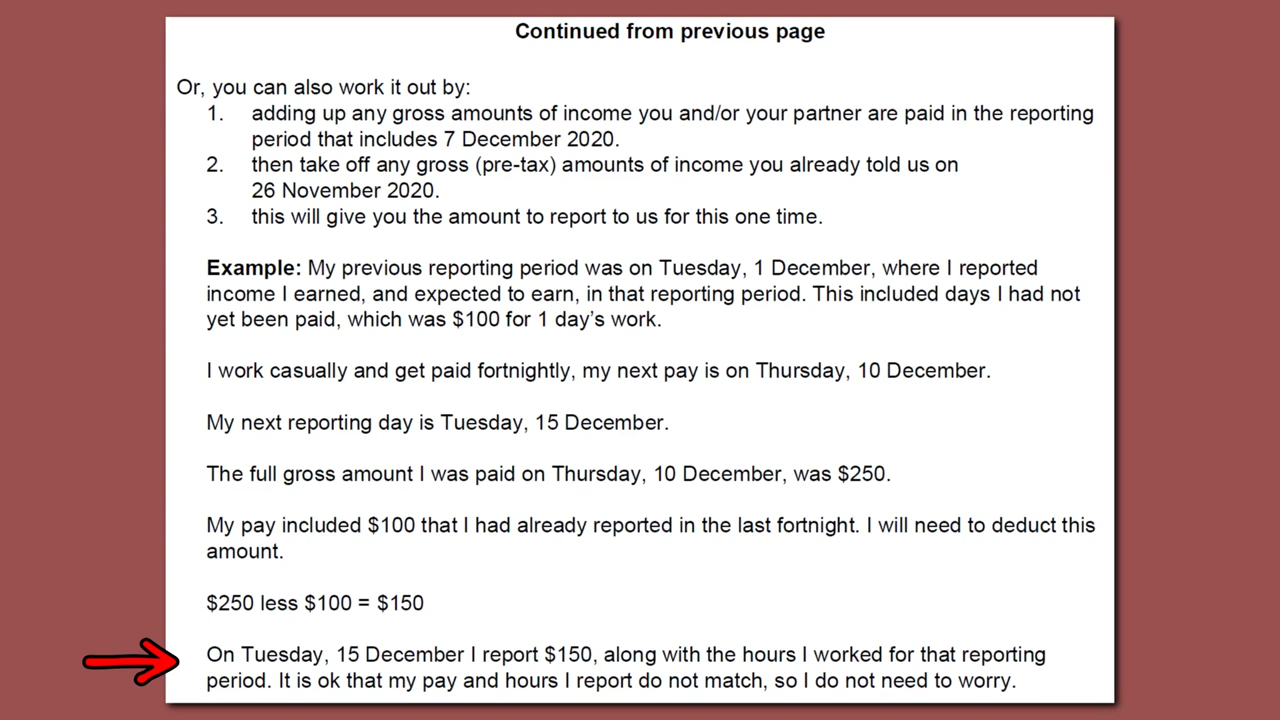 Continued from previous page
Or, you can also work it out by:
1. adding up any gross amounts of income you and/or your partner are paid in the reporting
period that includes 7 December 2020.
2. then take off any gross (pre-tax) amounts of income you already told us on
26 November 2020.
3. this will give you the amount to report to us for this one time.
Example: My previous reporting period was on Tuesday, 1 December, where I reported
income I earned, and expected to earn, in that reporting period. This included days I had not
yet been paid, which was $100 for 1 day's work.
I work casually and get paid fortnightly, my next pay is on Thursday, 10 December.
My next reporting day is Tuesday, 15 December.
The full gross amount I was paid on Thursday, 10 December, was $250.
My pay included $100 that I had already reported in the last fortnight. I will need to deduct this
amount.
$250 less $100 = $150
On Tuesday, 15 December I report $150, along with the hours I worked for that reporting
period. It is ok that my pay and hours I report do not match, so I do not need to worry.